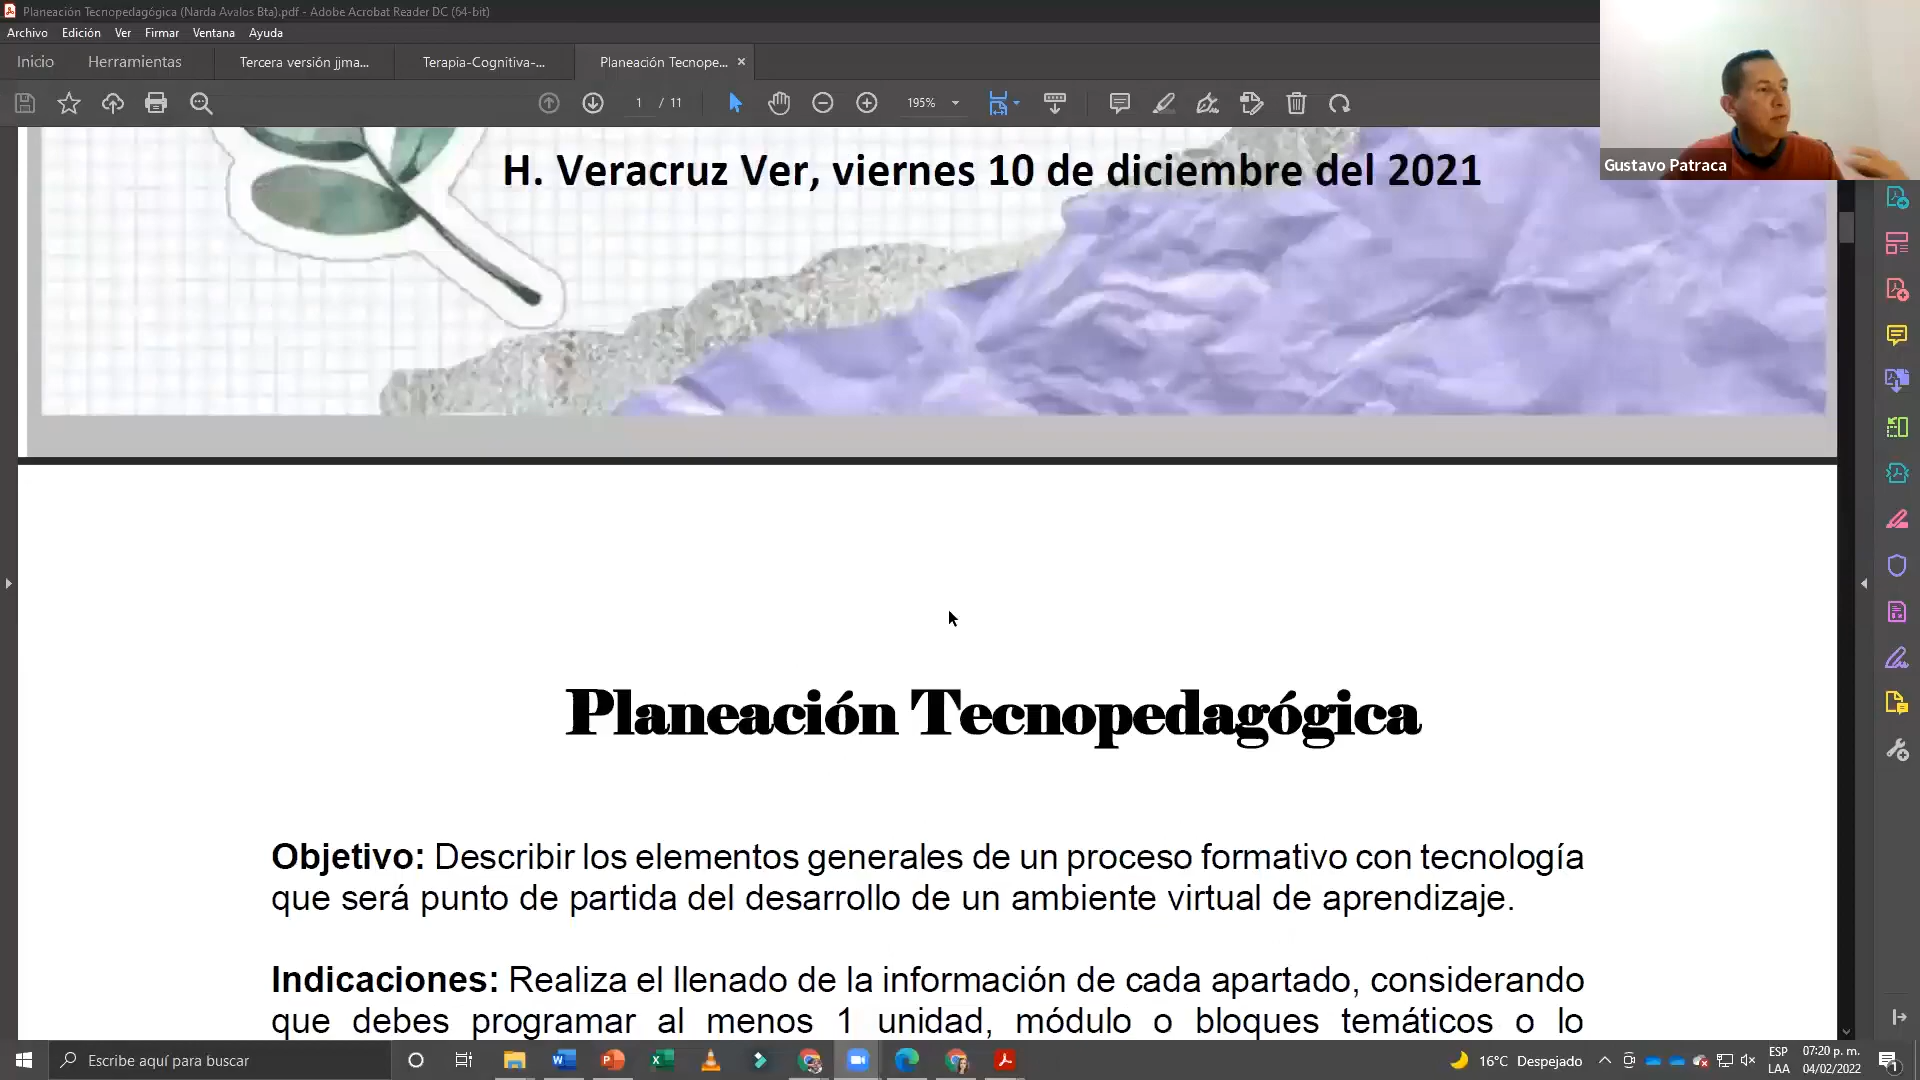 Planeación Tecnopedagógica (Narda Avalos Bta).pdf - Adobe Acrobat Reader DC (64-bit)
Archivo Edición Ver Firmar Ventana Ayuda
Inicio Herramientas Tercera versión jjma... Terapia-Cognitiva-... Planeación Tecnope... ×
1 / 11 195%
Gustavo Patraca
H. Veracruz Ver, viernes 10 de diciembre del 2021
Planeación Tecnopedagógica
Objetivo: Describir los elementos generales de un proceso formativo con tecnología
que será punto de partida del desarrollo de un ambiente virtual de aprendizaje.
Indicaciones: Realiza el llenado de la información de cada apartado, considerando
que debes programar al menos 1 unidad, módulo o bloques temáticos o lo
Escribe aquí para buscar
16°C Despejado
ESP
LAA
07:20 p. m.
04/02/2022
1